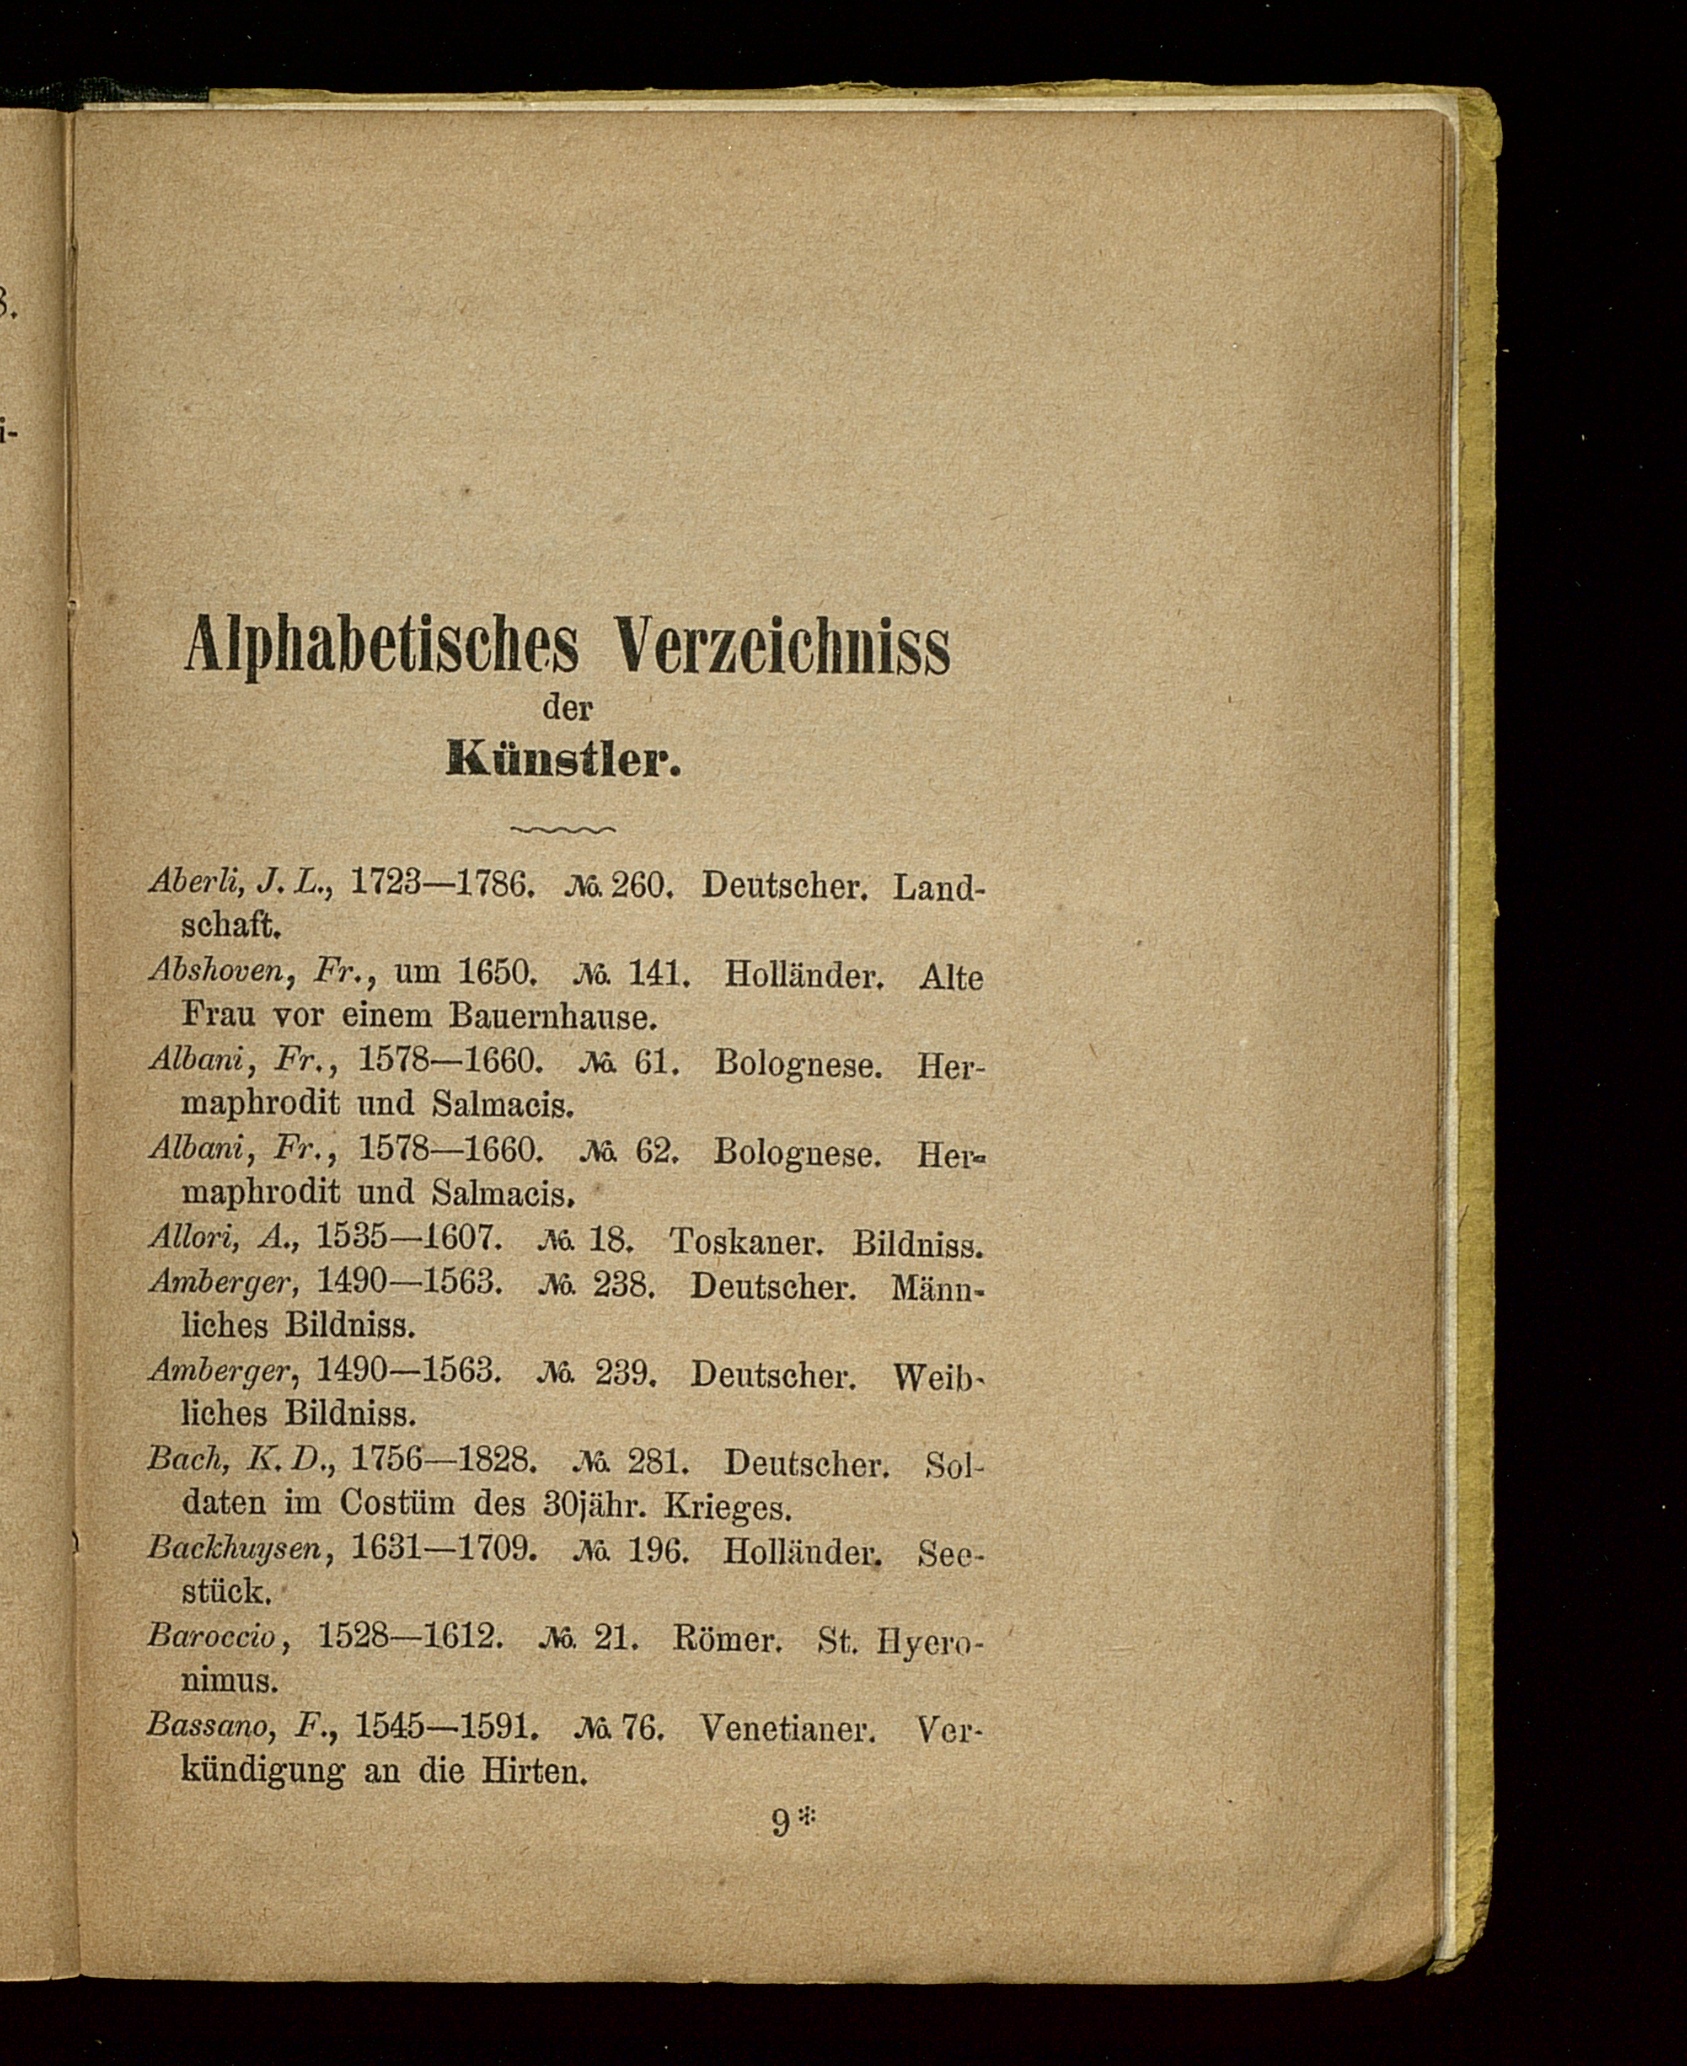 3.
i-
Alphabetisches Verzeichniss
der
Künstler.
Aberli, J. L., 1723—1786. No. 260. Deutscher. Land-
schaft.
Abshoven, Fr., um 1650. No. 141. Holländer. Alte
Frau vor einem Bauernhause.
Albani, Fr., 1578—1660. No. 61. Bolognese. Her-
maphrodit und Salmacis.
Albani, Fr., 1578—1660. No. 62. Bolognese. Her-
maphrodit und Salmacis.
Allori, A., 1535—1607. No. 18. Toskaner. Bildniss.
Amberger, 1490—1563. No. 238. Deutscher. Männ-
liches Bildniss.
Amberger, 1490—1563. No. 239. Deutscher. Weib-
liches Bildniss.
Bach, K. D., 1756—1828. No. 281. Deutscher. Sol-
daten im Costüm des 30jähr. Krieges.
Backhuysen, 1631—1709. No. 196. Holländer. See-
stück.
Baroccio, 1528—1612. No. 21. Römer. St. Hyero-
nimus.
Bassano, F., 1545—1591. No. 76. Venetianer. Ver-
kündigung an die Hirten.
9*